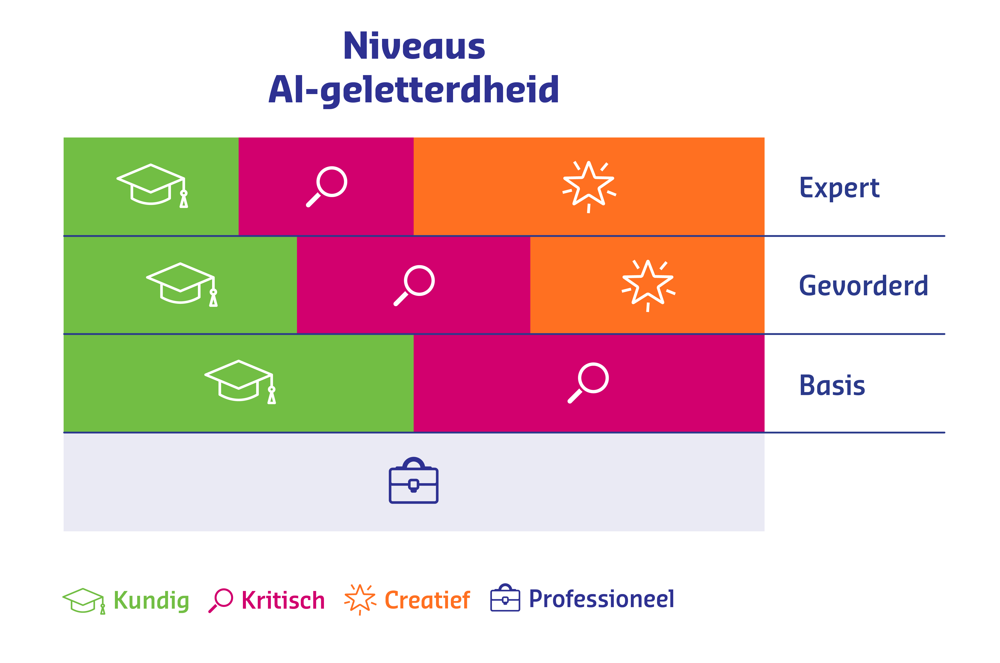 Niveaus
AI-geletterdheid
Expert
Gevorderd
Basis
Kundig Kritisch Creatief Professioneel